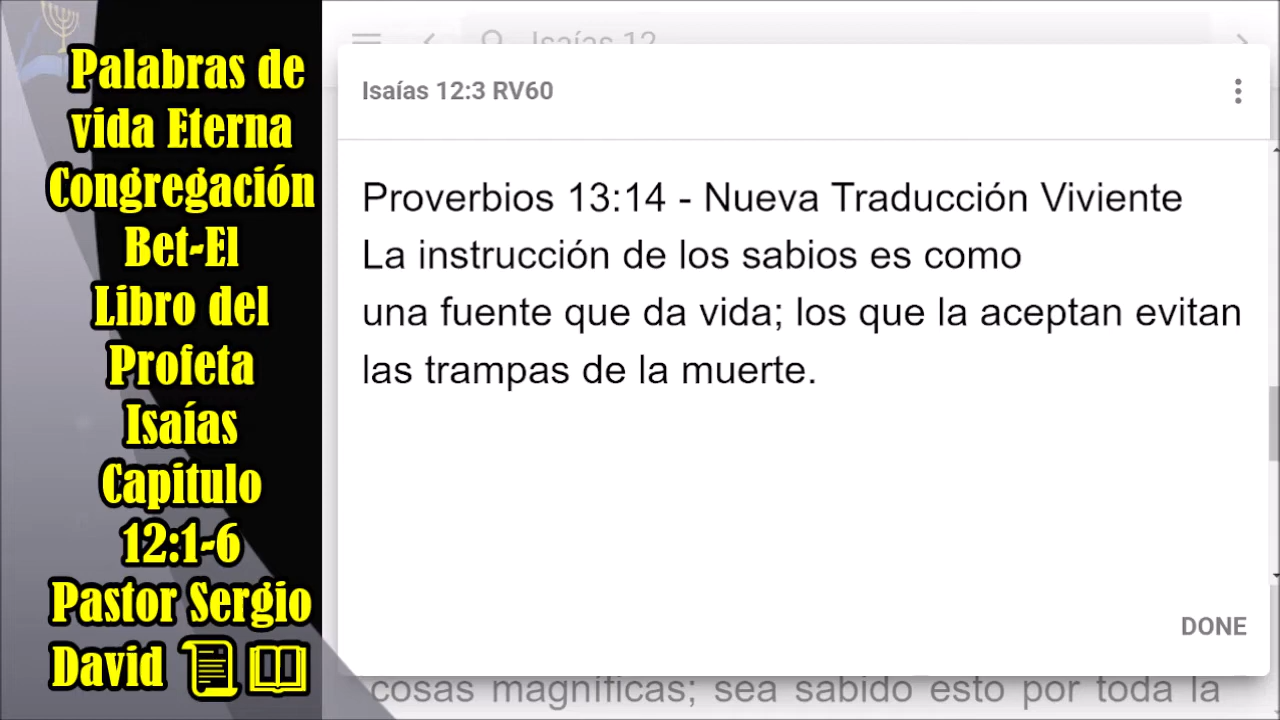 Palabras de
vida Eterna
Congregación
Bet-El
Libro del
Profeta
Isaías
Capitulo
12:1-6
Pastor Sergio
David
Isaías 12
Isaías 12:3 RV60
Proverbios 13:14 - Nueva Traducción Viviente
La instrucción de los sabios es como
una fuente que da vida; los que la aceptan evitan
las trampas de la muerte.
DONE
cosas magníficas; sea sabido esto por toda la